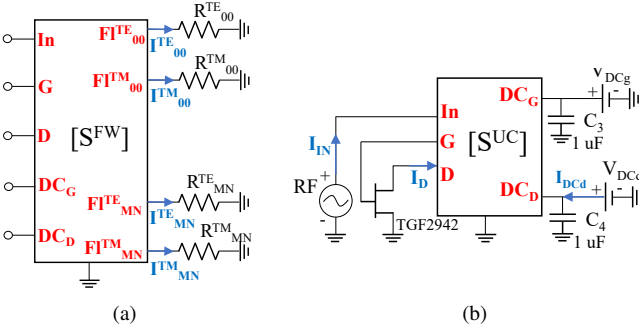 In
G
D
DC_G
DC_D
[S^FW]
Fl^TE_00
I^TE_00
R^TE_00
Fl^TM_00
I^TM_00
R^TM_00
Fl^TE_MN
I^TE_MN
R^TE_MN
Fl^TM_MN
I^TM_MN
R^TM_MN
(a)
RF
+
-
I_IN
In
G
D
I_D
TGF2942
[S^UC]
DC_G
DC_D
+
-
V_DCg
C_3
1 uF
I_DCd
+
-
V_DCd
C_4
1 uF
(b)